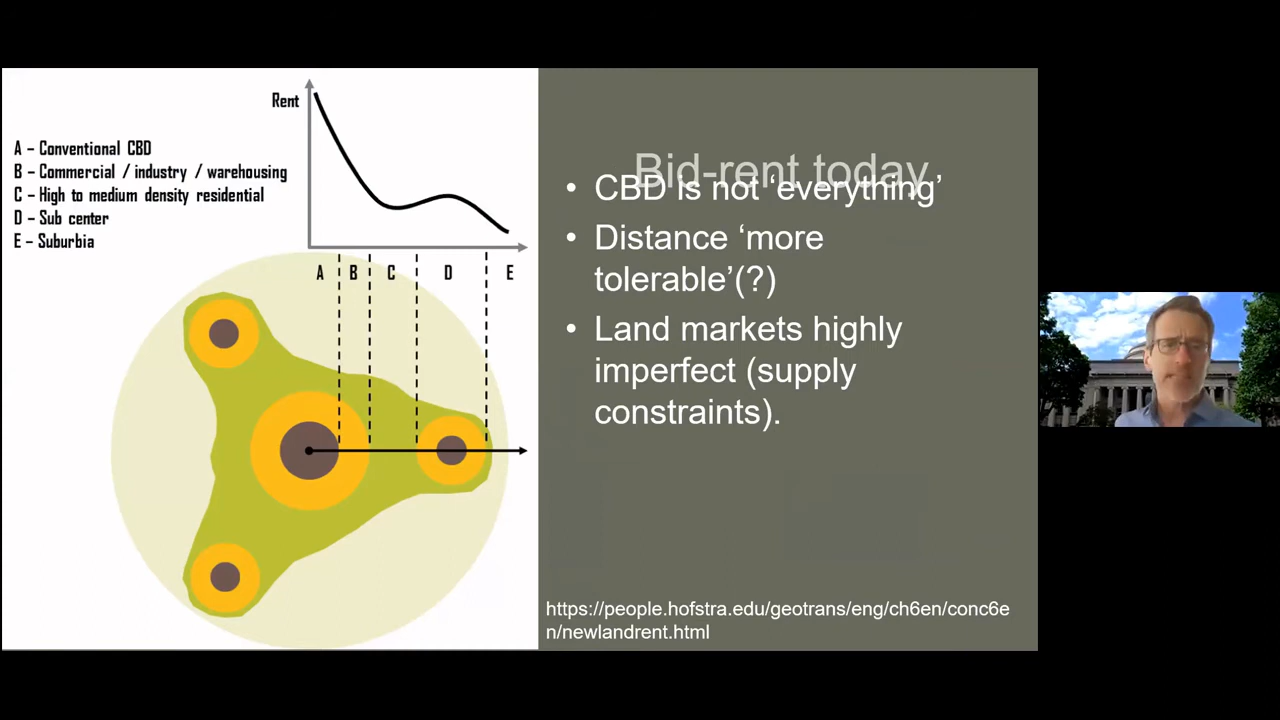 Rent
A – Conventional CBD
B – Commercial / industry / warehousing
C – High to medium density residential
D – Sub center
E – Suburbia
A B C D E
Bid-rent today
• CBD is not ‘everything’
• Distance ‘more
tolerable’(?)
• Land markets highly
imperfect (supply
constraints).
https://people.hofstra.edu/geotrans/eng/ch6en/conc6e
n/newlandrent.html